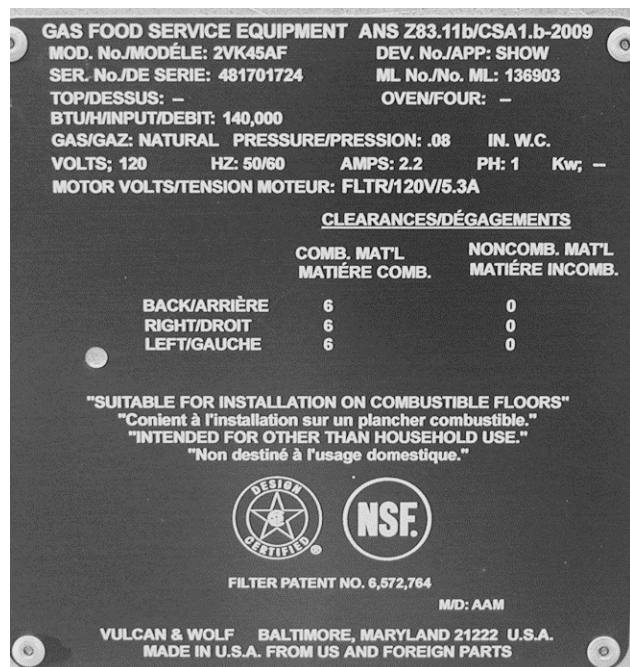 GAS FOOD SERVICE EQUIPMENT ANS Z83.11b/CSA1.b-2009
MOD. No./MODÉLE: 2VK45AF DEV. No./APP: SHOW
SER. No./DE SERIE: 481701724 ML No./No. ML: 136903
TOP/DESSUS: – OVEN/FOUR: –
BTU/H/INPUT/DEBIT: 140,000
GAS/GAZ: NATURAL PRESSURE/PRESSION: .08 IN. W.C.
VOLTS; 120 HZ: 50/60 AMPS: 2.2 PH: 1 Kw; –
MOTOR VOLTS/TENSION MOTEUR: FLTR/120V/5.3A
CLEARANCES/DÉGAGEMENTS
COMB. MAT'L NONCOMB. MAT'L
MATIÉRE COMB. MATIÉRE INCOMB.
BACK/ARRIÈRE 6 0
RIGHT/DROIT 6 0
LEFT/GAUCHE 6 0
"SUITABLE FOR INSTALLATION ON COMBUSTIBLE FLOORS"
"Conient à l'installation sur un plancher combustible."
"INTENDED FOR OTHER THAN HOUSEHOLD USE."
"Non destiné à l'usage domestique."
DESIGN CERTIFIED ®
NSF.
FILTER PATENT NO. 6,572,764
M/D: AAM
VULCAN & WOLF BALTIMORE, MARYLAND 21222 U.S.A.
MADE IN U.S.A. FROM US AND FOREIGN PARTS